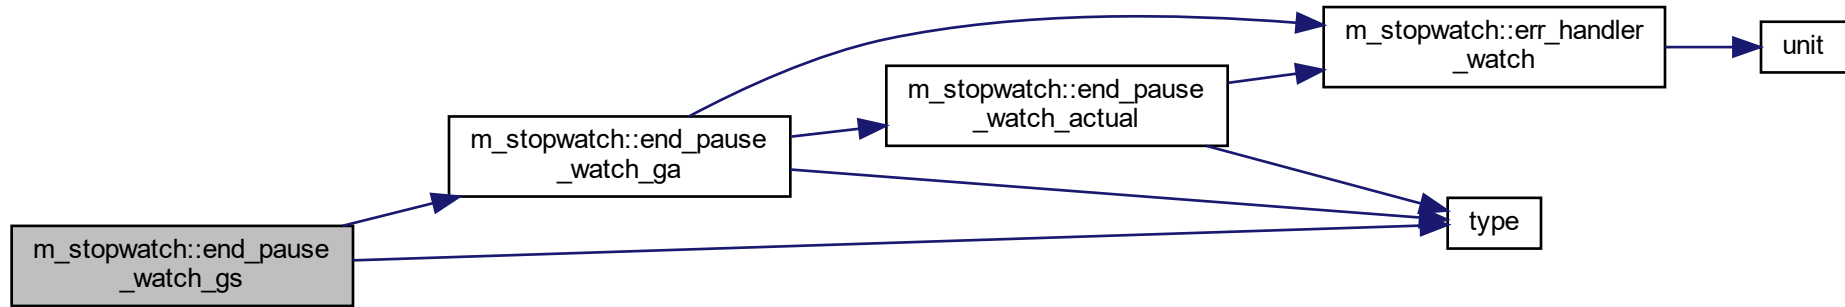 m_stopwatch::err_handler
_watch
unit
m_stopwatch::end_pause
_watch_actual
m_stopwatch::end_pause
_watch_ga
type
m_stopwatch::end_pause
_watch_gs